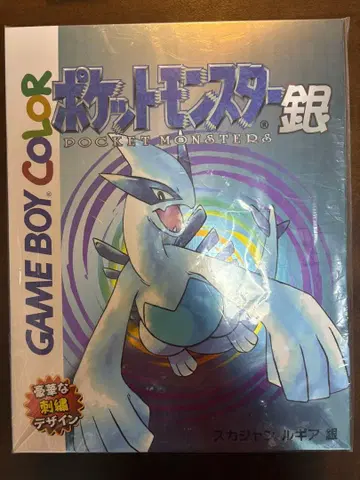 GAME BOY COLOR
ポケットモンスター銀
POCKET MONSTERS
豪華な
刺繍
デザイン
スカジャン ルギア 銀